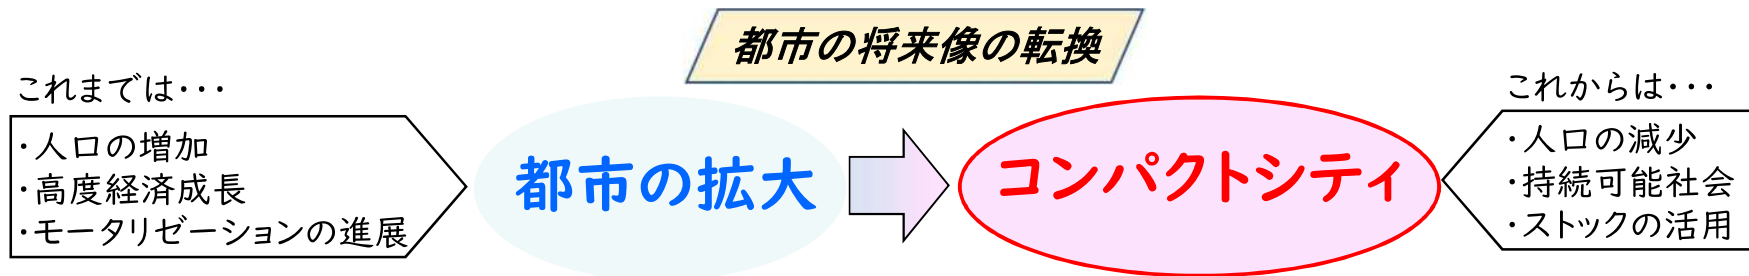 都市の将来像の転換
これまでは・・・
・人口の増加
・高度経済成長
・モータリゼーションの進展
都市の拡大
コンパクトシティ
これからは・・・
・人口の減少
・持続可能社会
・ストックの活用